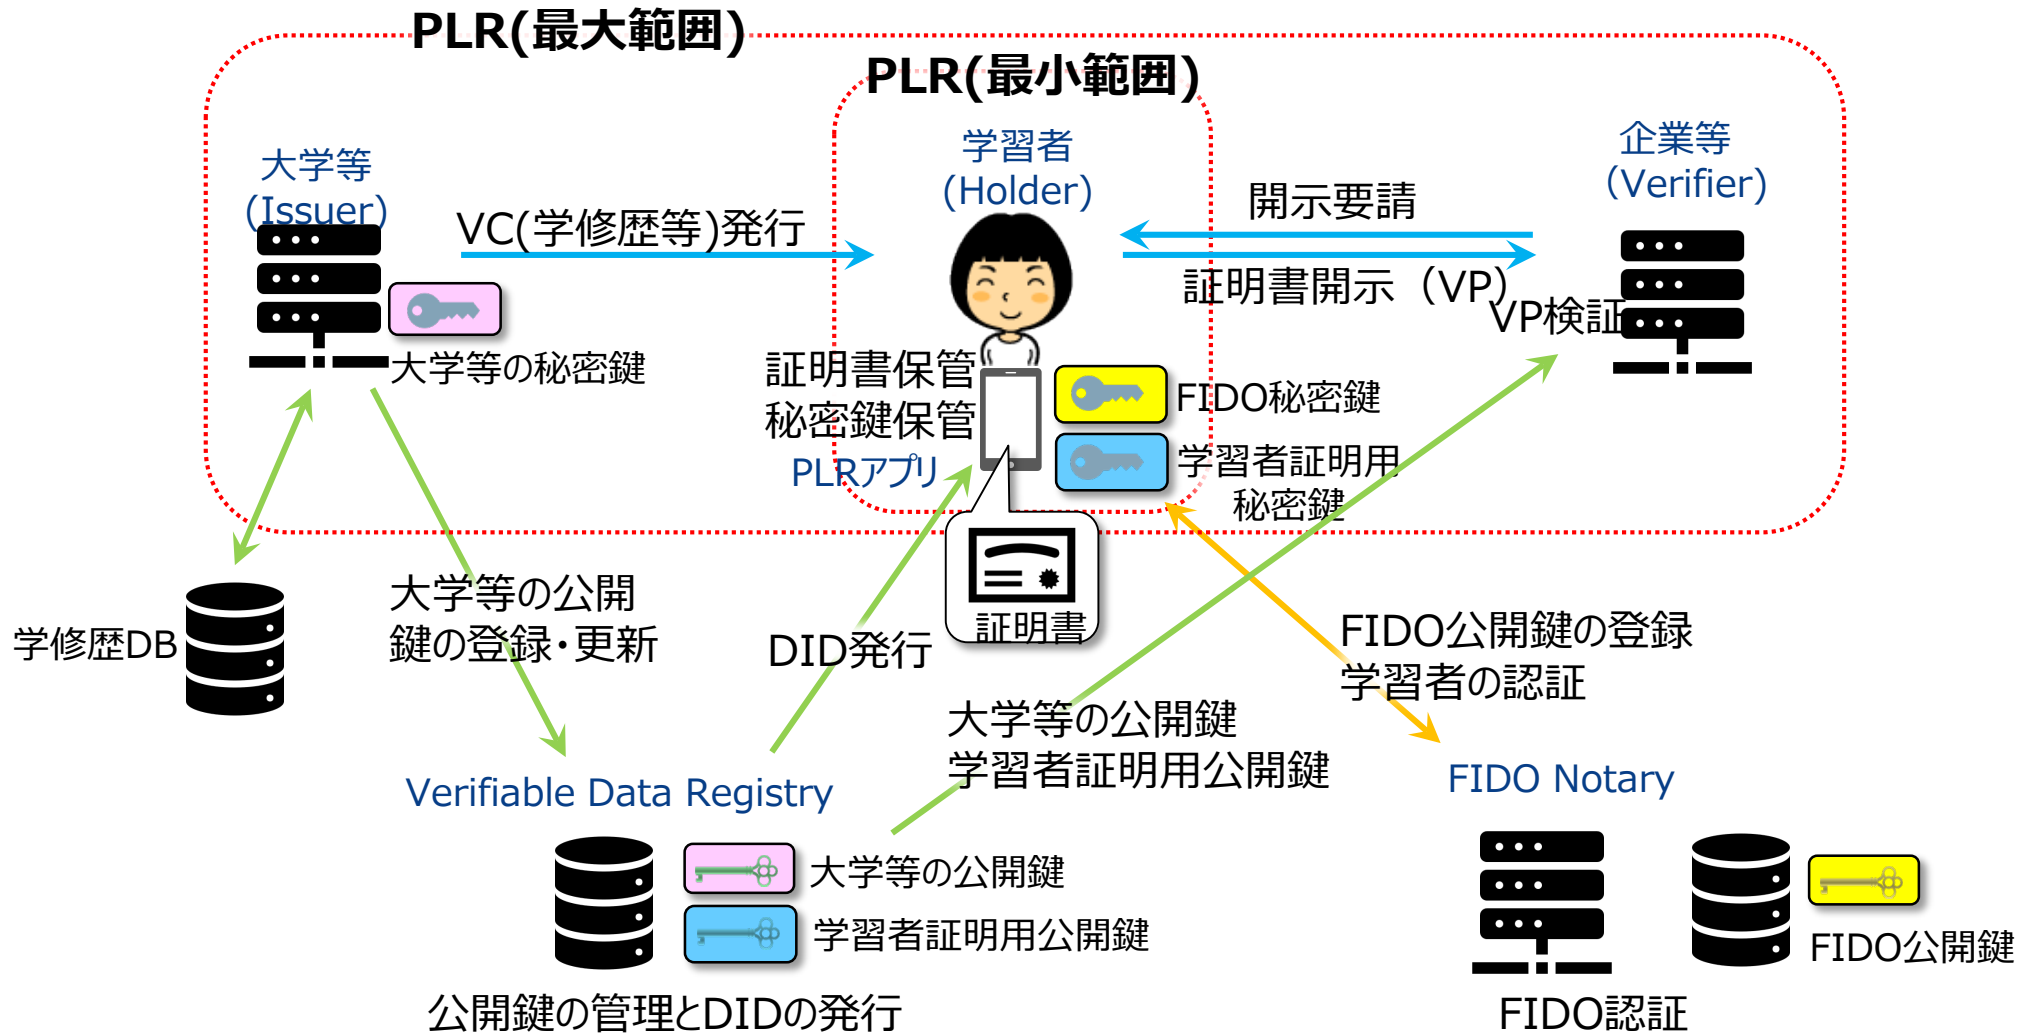 PLR(最大範囲)
PLR(最小範囲)
大学等
(Issuer)
学習者
(Holder)
企業等
(Verifier)
VC(学修歴等)発行
開示要請
証明書開示（VP）
VP検証
大学等の秘密鍵
証明書保管
秘密鍵保管
PLRアプリ
FIDO秘密鍵
学習者証明用
秘密鍵
証明書
学修歴DB
大学等の公開
鍵の登録・更新
DID発行
FIDO公開鍵の登録
学習者の認証
大学等の公開鍵
学習者証明用公開鍵
Verifiable Data Registry
FIDO Notary
大学等の公開鍵
学習者証明用公開鍵
FIDO公開鍵
公開鍵の管理とDIDの発行
FIDO認証